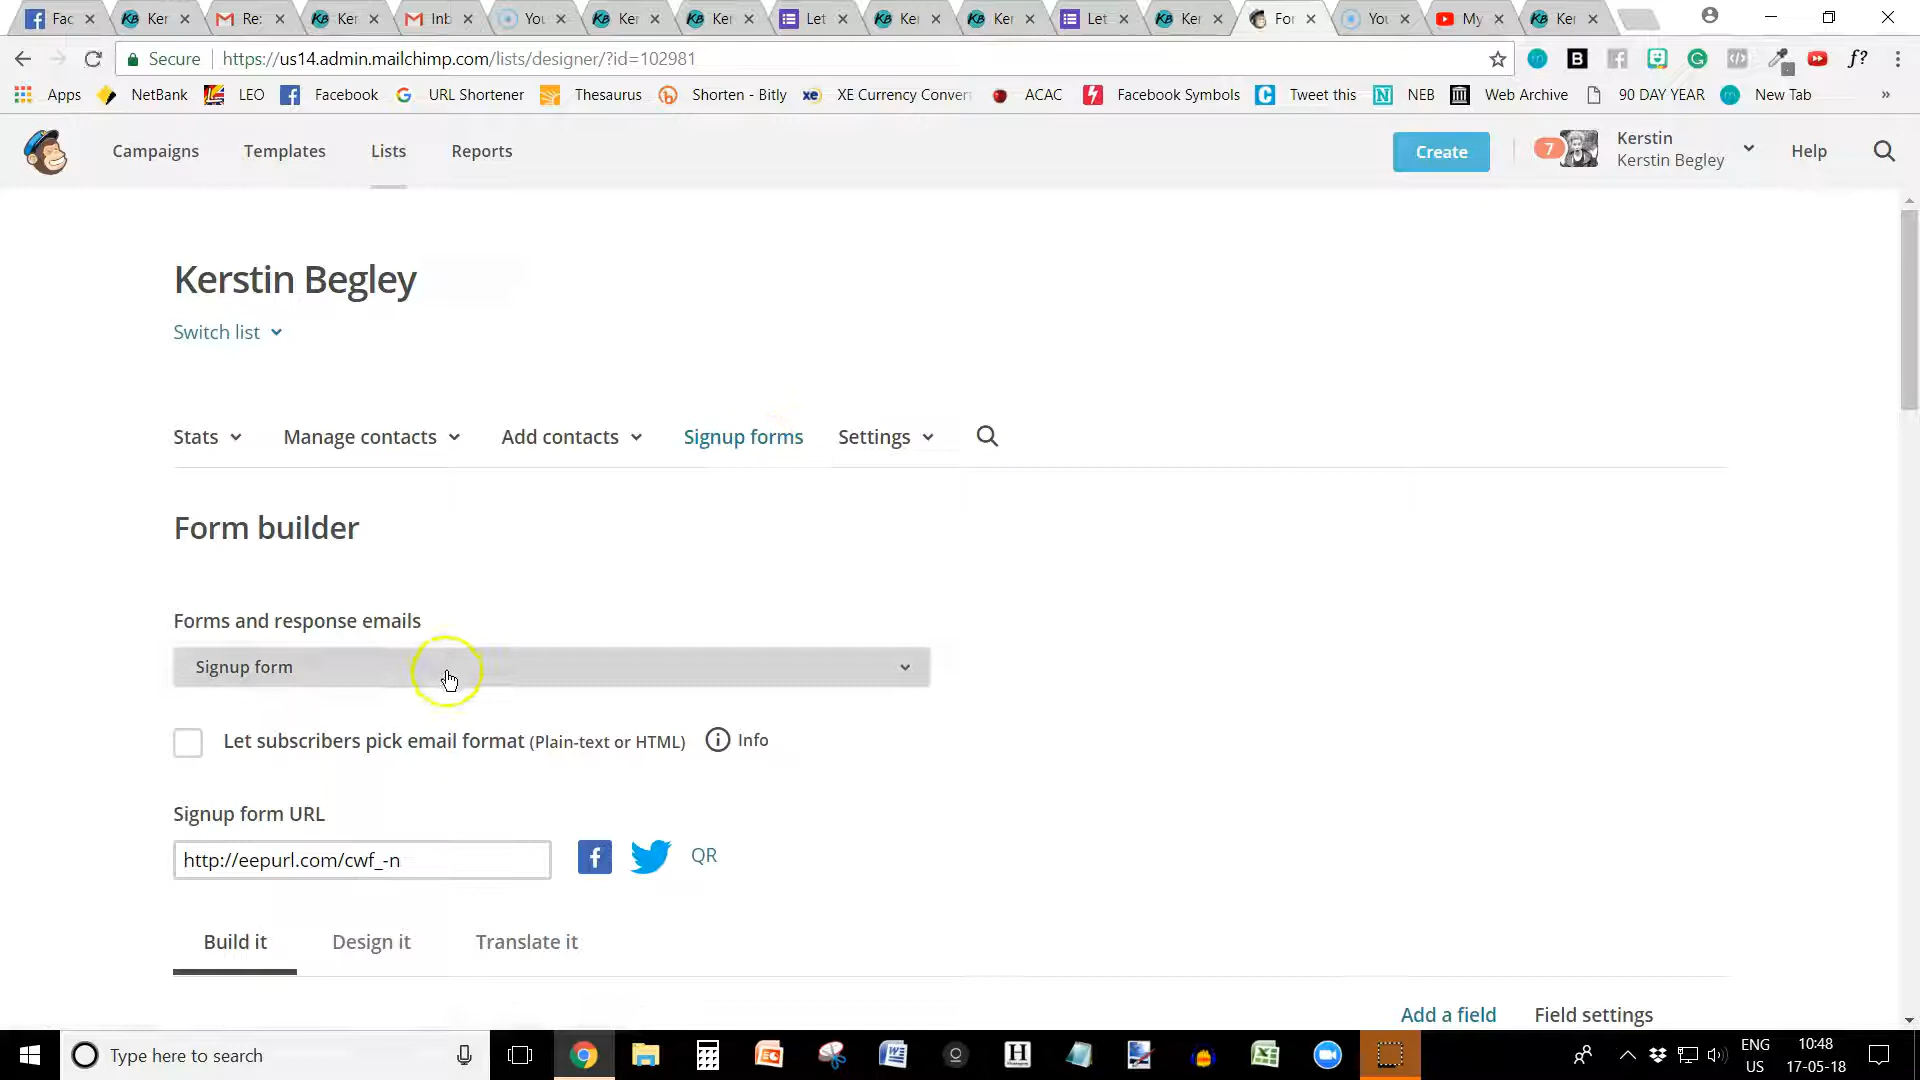 Fac
Ker
Re:
Ker
Inb
You
Ker
Ker
Let
Ker
Ker
Let
Ker
For
You
My
Ker
Secure https://us14.admin.mailchimp.com/lists/designer/?id=102981
Apps NetBank LEO Facebook URL Shortener Thesaurus Shorten - Bitly XE Currency Conver ACAC Facebook Symbols Tweet this NEB Web Archive 90 DAY YEAR New Tab »
Campaigns Templates Lists Reports Create 7 Kerstin Help
Kerstin Begley
Kerstin Begley
Switch list
Stats Manage contacts Add contacts Signup forms Settings
Form builder
Forms and response emails
Signup form
Let subscribers pick email format (Plain-text or HTML) Info
Signup form URL
http://eepurl.com/cwf_-n QR
Build it Design it Translate it
Add a field Field settings
Type here to search
ENG 10:48
US 17-05-18